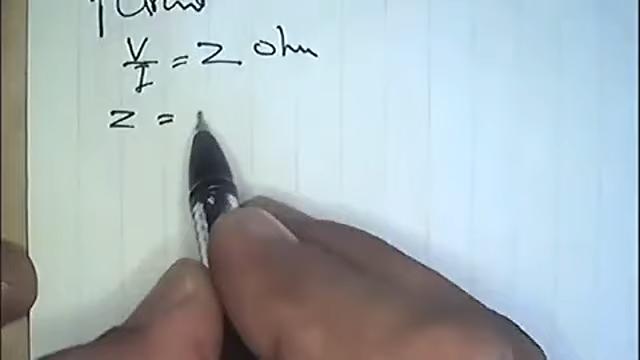 V/I = Z ohm
Z =